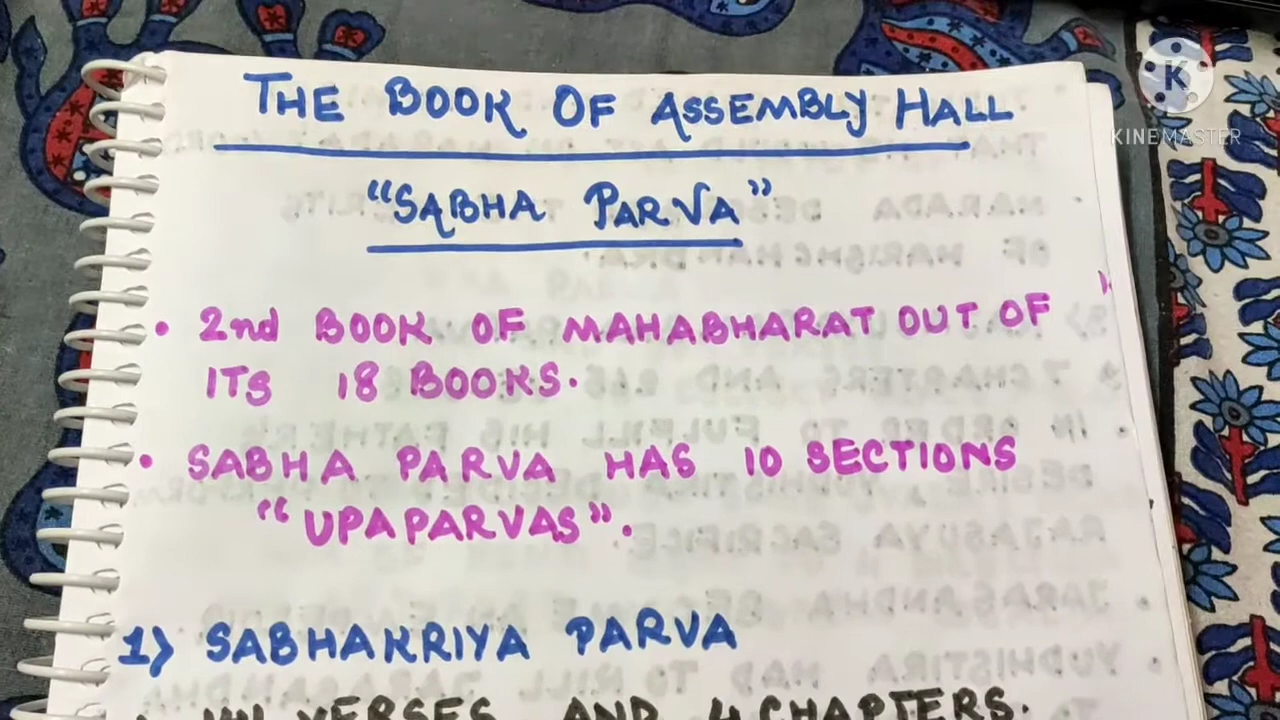 THE BOOK OF ASSEMBLY HALL
K
KINEMASTER
"SABHA PARVA"
• 2nd BOOK OF MAHABHARAT OUT OF
ITS 18 BOOKS.
• SABHA PARVA HAS 10 SECTIONS
"UPAPARVAS".
1) SABHAKRIYA PARVA
VERSES AND 4 CHAPTERS.